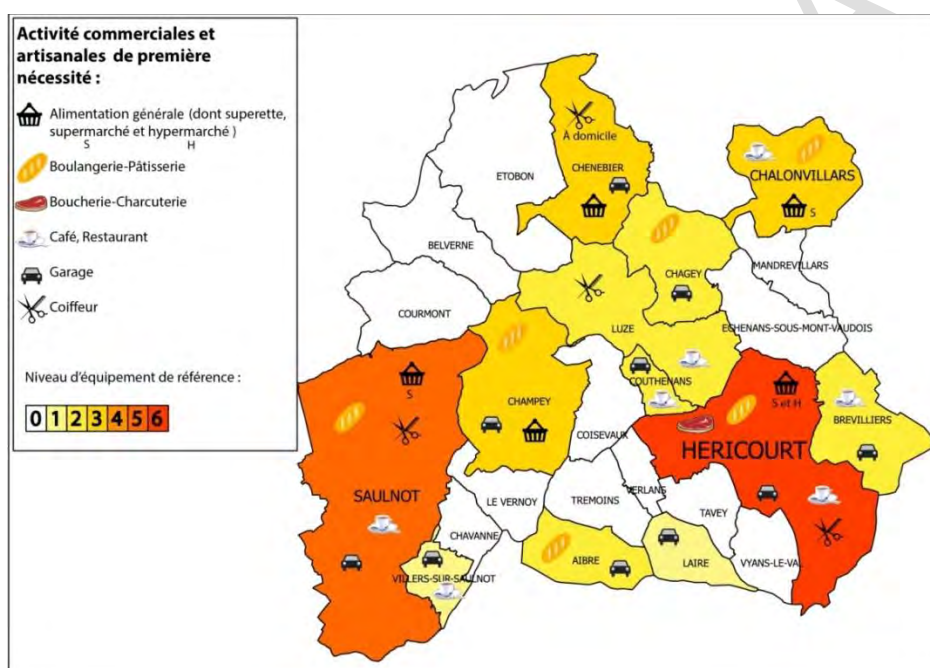 Activité commerciales et
artisanales de première
nécessité :
Alimentation générale (dont superette,
supermarché et hypermarché )
S H
Boulangerie-Pâtisserie
Boucherie-Charcuterie
Café, Restaurant
Garage
Coiffeur
Niveau d'équipement de référence :
0 1 2 3 4 5 6
À domicile
CHENEBIER
ETOBON
CHALONVILLARS
S
BELVERNE
MANDREVILLARS
CHAGEY
COURMONT
LUZE
ECHENANS-SOUS-MONT-VAUDOIS
COUTHENANS
S
S et H
CHAMPEY
BREVILLIERS
COISEVAUX
HERICOURT
SAULNOT
LE VERNOY
TREMOINS
VERLANS
TAVEY
CHAVANNE
AIBRE
LAIRE
VYANS-LE-VAL
VILLERS-SUR-SAULNOT